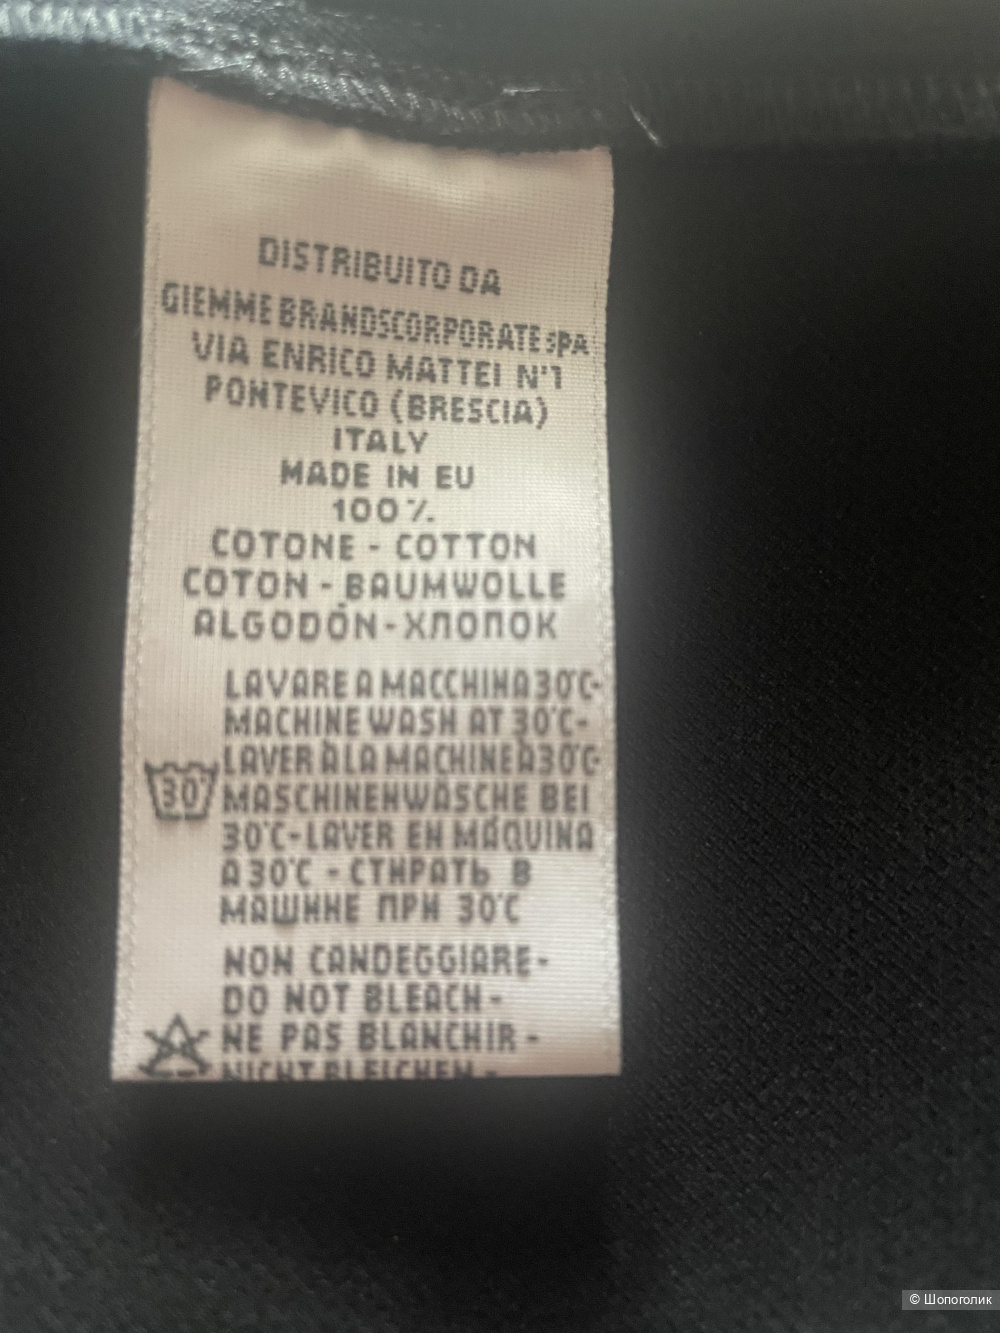 DISTRIBUITO DA
GIEMME BRANDSCORPORATE SPA
VIA ENRICO MATTEI N°1
PONTEVICO (BRESCIA)
ITALY
MADE IN EU
100%
COTONE - COTTON
COTON - BAUMWOLLE
ALGODÓN - ХЛОПОК
LAVARE A MACCHINA 30°C-
MACHINE WASH AT 30°C-
LAVER À LA MACHINE À 30°C-
30° MASCHINENWÄSCHE BEI
30°C-LAVER EN MÁQUINA
A 30°C - СТИРАТЬ В
МАШИНЕ ПРИ 30°C
NON CANDEGGIARE-
DO NOT BLEACH-
NE PAS BLANCHIR-
NICHT BLEICHEN-
© Шопоголик